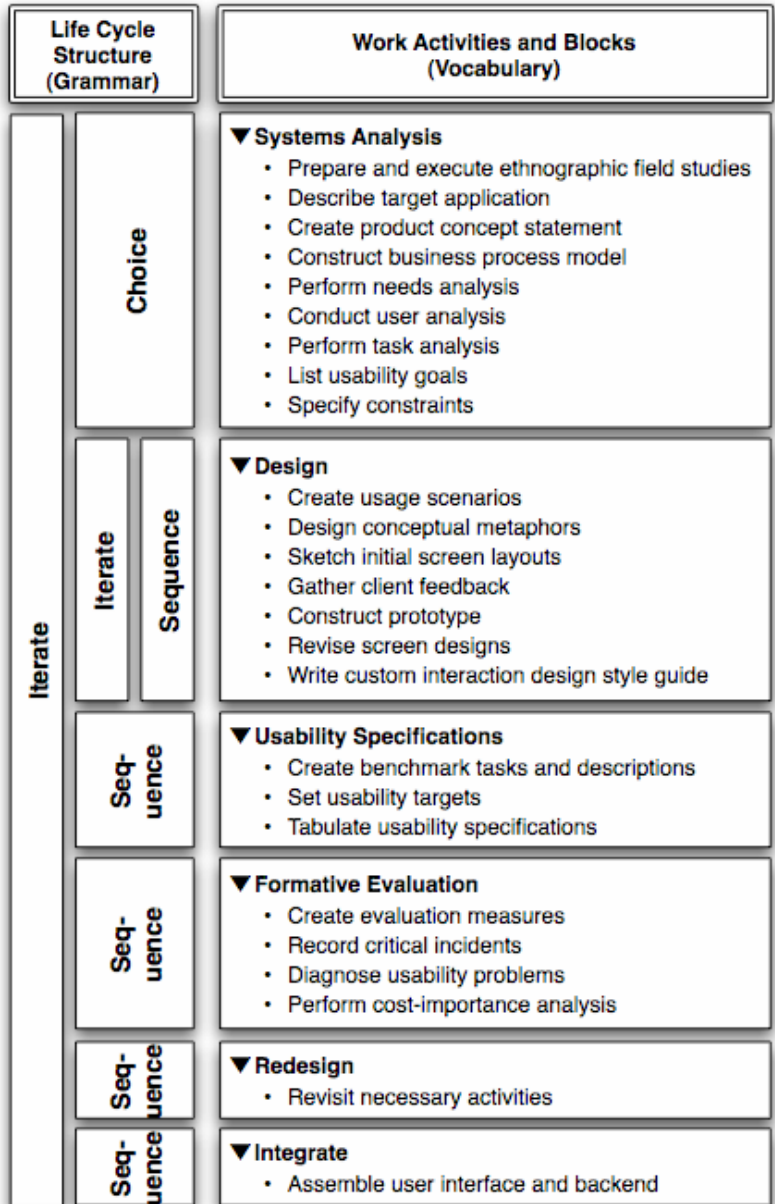 Life Cycle
Structure
(Grammar)
Work Activities and Blocks
(Vocabulary)
Iterate
Choice
▼ Systems Analysis
• Prepare and execute ethnographic field studies
• Describe target application
• Create product concept statement
• Construct business process model
• Perform needs analysis
• Conduct user analysis
• Perform task analysis
• List usability goals
• Specify constraints
Iterate
Sequence
▼ Design
• Create usage scenarios
• Design conceptual metaphors
• Sketch initial screen layouts
• Gather client feedback
• Construct prototype
• Revise screen designs
• Write custom interaction design style guide
Seq-
uence
▼ Usability Specifications
• Create benchmark tasks and descriptions
• Set usability targets
• Tabulate usability specifications
Seq-
uence
▼ Formative Evaluation
• Create evaluation measures
• Record critical incidents
• Diagnose usability problems
• Perform cost-importance analysis
Seq-
uence
▼ Redesign
• Revisit necessary activities
Seq-
uence
▼ Integrate
• Assemble user interface and backend